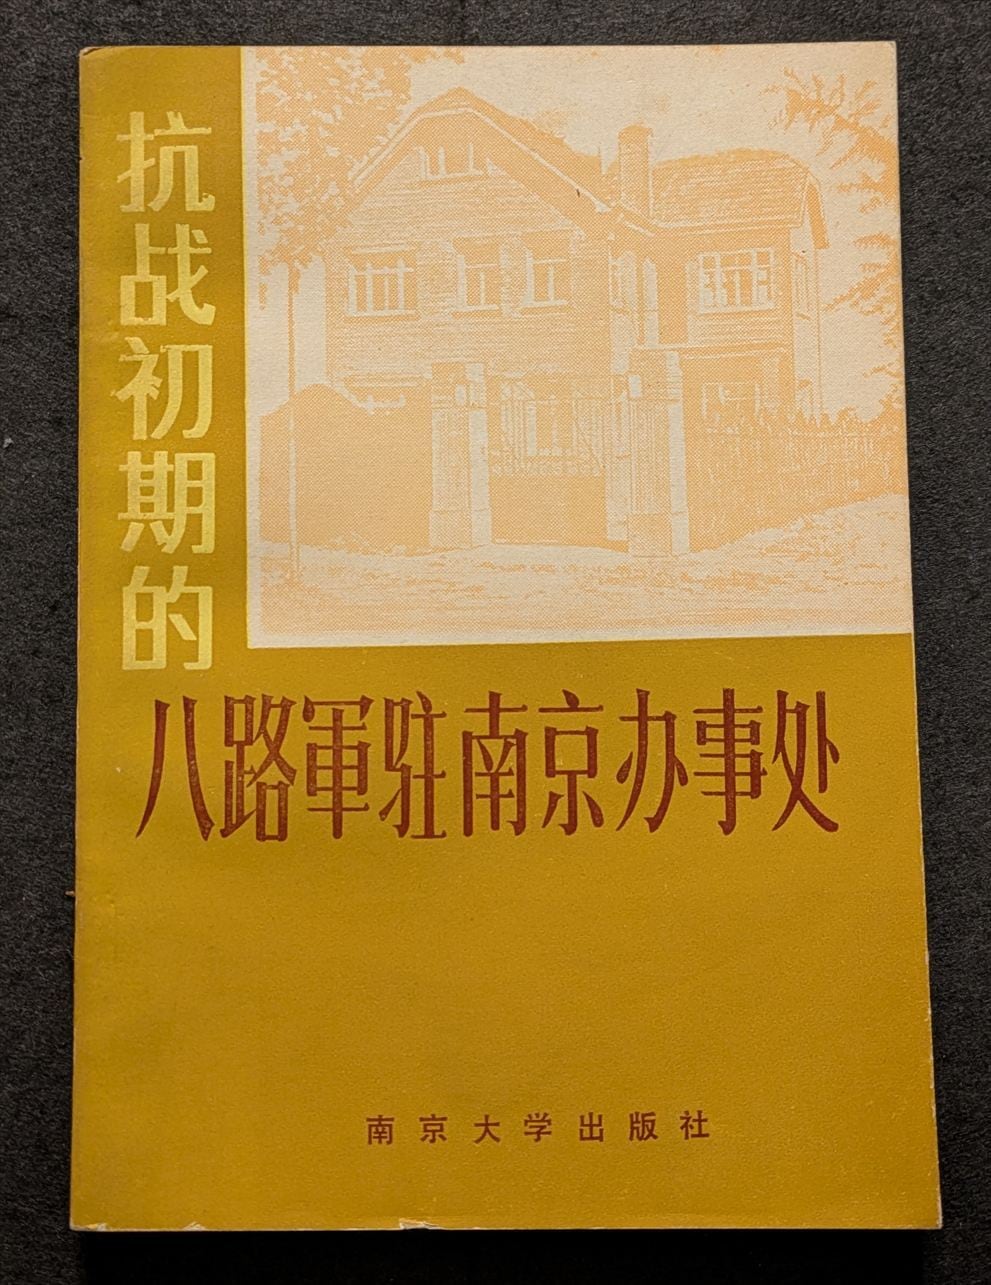 抗战初期的
八路軍驻南京办事处
南京大学出版社